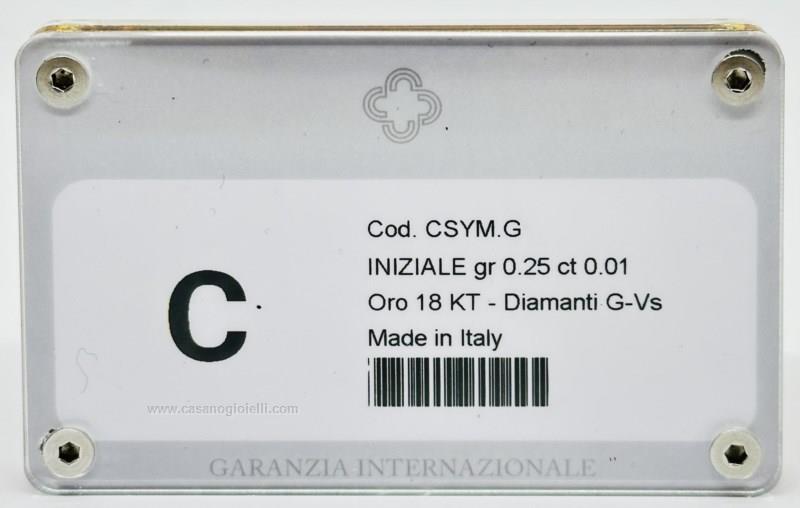 Cod. CSYM.G
INIZIALE gr 0.25 ct 0.01
Oro 18 KT - Diamanti G-Vs
Made in Italy
C
www.casanogioielli.com
GARANZIA INTERNAZIONALE